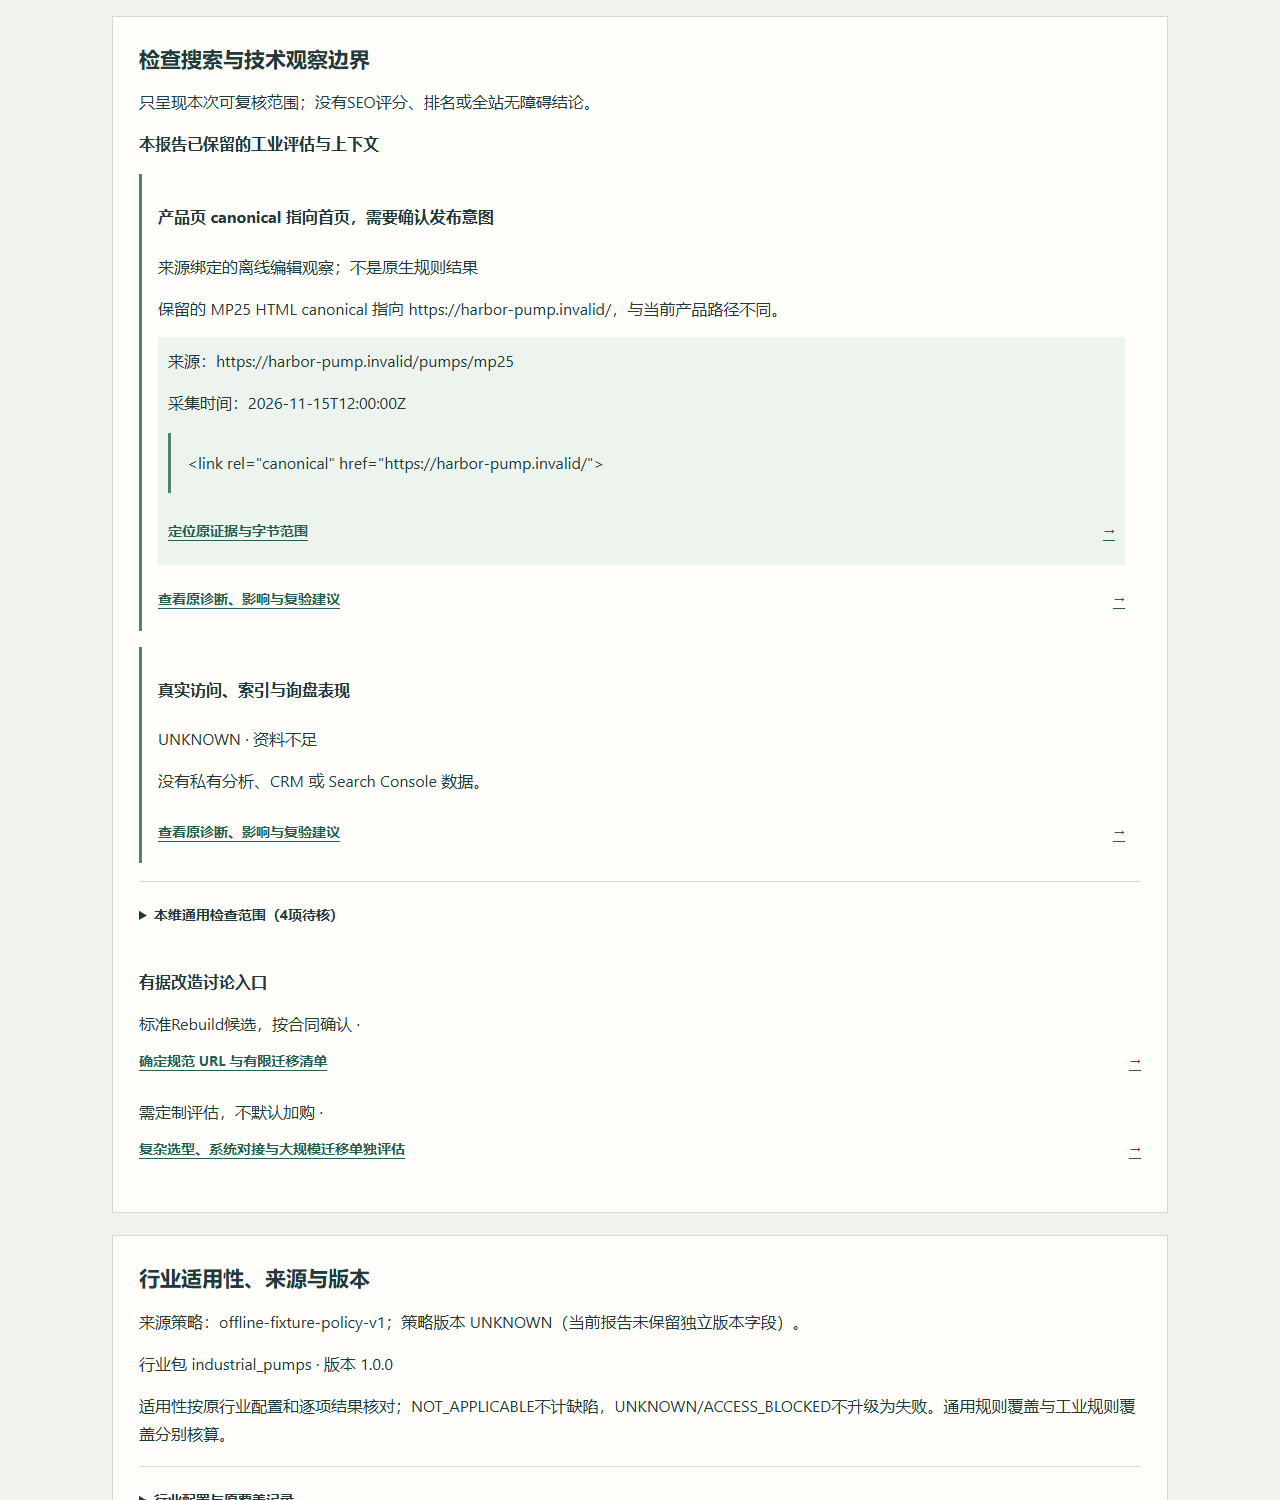 检查搜索与技术观察边界
只呈现本次可复核范围；没有SEO评分、排名或全站无障碍结论。
本报告已保留的工业评估与上下文
产品页 canonical 指向首页，需要确认发布意图
来源绑定的离线编辑观察；不是原生规则结果
保留的 MP25 HTML canonical 指向 https://harbor-pump.invalid/，与当前产品路径不同。
来源：https://harbor-pump.invalid/pumps/mp25
采集时间：2026-11-15T12:00:00Z
<link rel="canonical" href="https://harbor-pump.invalid/">
定位原证据与字节范围 →
查看原诊断、影响与复验建议 →
真实访问、索引与询盘表现
UNKNOWN · 资料不足
没有私有分析、CRM 或 Search Console 数据。
查看原诊断、影响与复验建议 →
▶ 本维通用检查范围（4项待核）
有据改造讨论入口
标准Rebuild候选，按合同确认 ·
确定规范 URL 与有限迁移清单 →
需定制评估，不默认加购 ·
复杂选型、系统对接与大规模迁移单独评估 →
行业适用性、来源与版本
来源策略：offline-fixture-policy-v1；策略版本 UNKNOWN（当前报告未保留独立版本字段）。
行业包 industrial_pumps · 版本 1.0.0
适用性按原行业配置和逐项结果核对；NOT_APPLICABLE不计缺陷，UNKNOWN/ACCESS_BLOCKED不升级为失败。通用规则覆盖与工业规则覆
盖分别核算。
▶ 行业配置与原覆盖记录